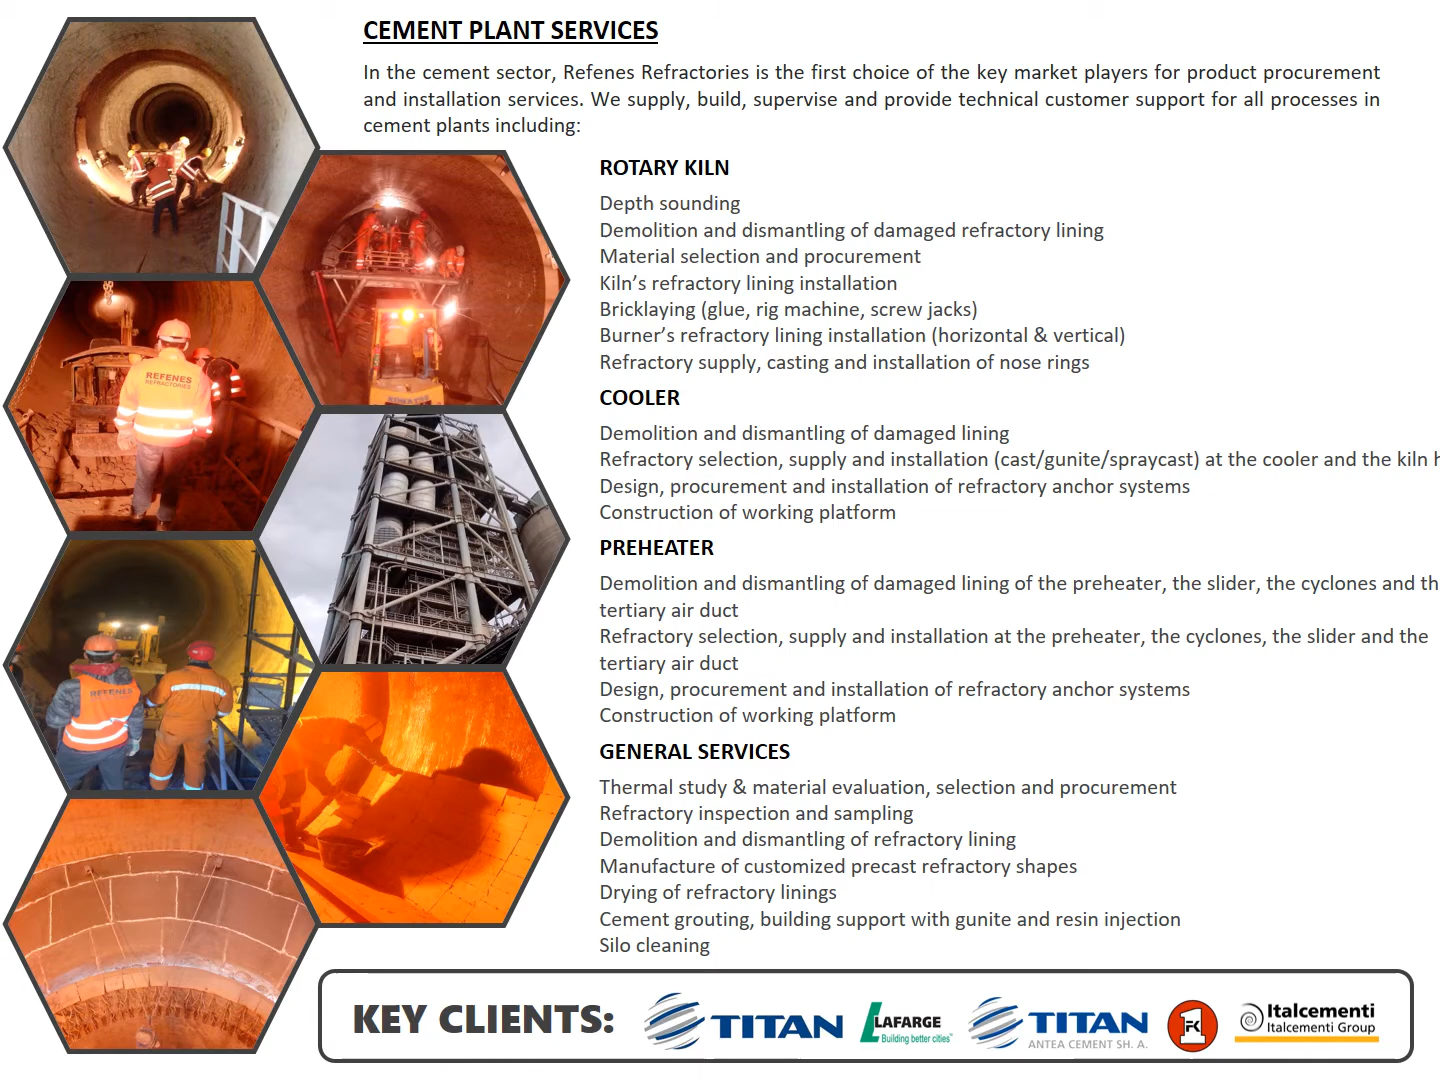 CEMENT PLANT SERVICES
In the cement sector, Refenes Refractories is the first choice of the key market players for product procurement
and installation services. We supply, build, supervise and provide technical customer support for all processes in
cement plants including:
ROTARY KILN
Depth sounding
Demolition and dismantling of damaged refractory lining
Material selection and procurement
Kiln’s refractory lining installation
Bricklaying (glue, rig machine, screw jacks)
Burner’s refractory lining installation (horizontal & vertical)
Refractory supply, casting and installation of nose rings
COOLER
Demolition and dismantling of damaged lining
Refractory selection, supply and installation (cast/gunite/spraycast) at the cooler and the kiln
Design, procurement and installation of refractory anchor systems
Construction of working platform
PREHEATER
Demolition and dismantling of damaged lining of the preheater, the slider, the cyclones and th
tertiary air duct
Refractory selection, supply and installation at the preheater, the cyclones, the slider and the
tertiary air duct
Design, procurement and installation of refractory anchor systems
Construction of working platform
GENERAL SERVICES
Thermal study & material evaluation, selection and procurement
Refractory inspection and sampling
Demolition and dismantling of refractory lining
Manufacture of customized precast refractory shapes
Drying of refractory linings
Cement grouting, building support with gunite and resin injection
Silo cleaning
REFENES
REFRACTORIES
REFENES
KEY CLIENTS:
TITAN
LAFARGE
Building better cities™
TITAN
ANTEA CEMENT SH. A.
1
FK
Italcementi
Italcementi Group